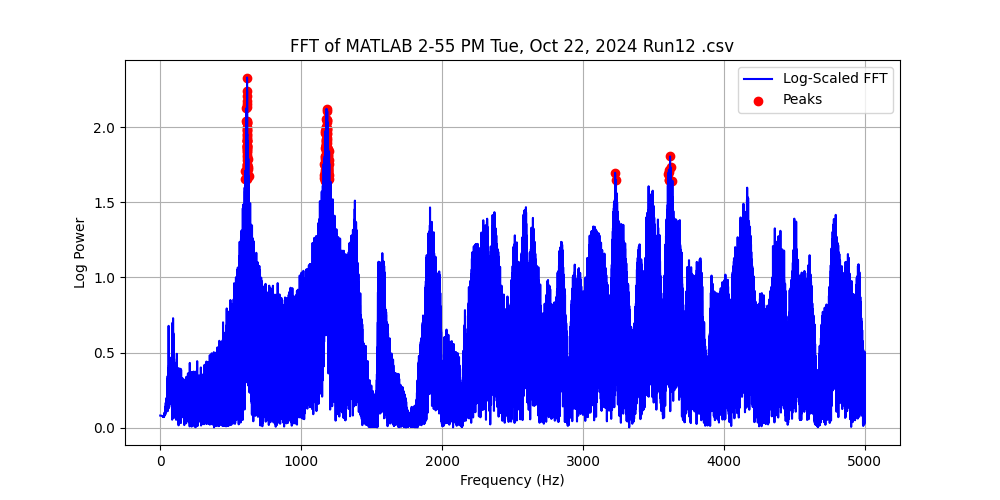 FFT of MATLAB 2-55 PM Tue, Oct 22, 2024 Run12 .csv
Log-Scaled FFT
Peaks
Log Power
2.0
1.5
1.0
0.5
0.0
0 1000 2000 3000 4000 5000
Frequency (Hz)